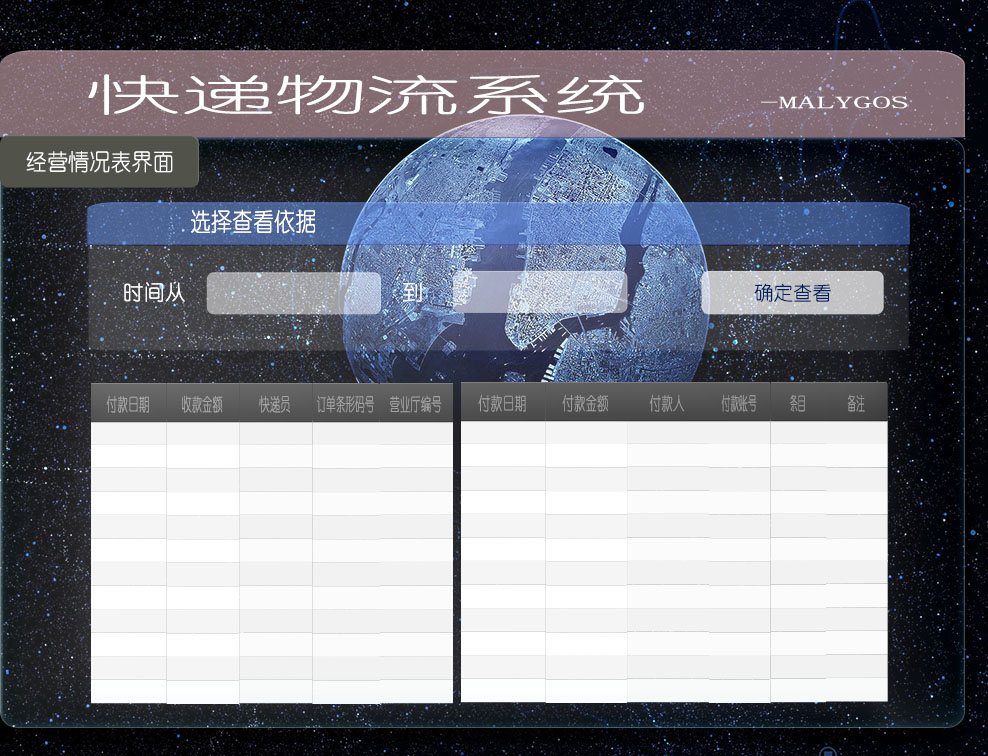 快递物流系统 —MALYGOS
经营情况表界面
选择查看依据
时间从 到 确定查看
付款日期 收款金额 快递员 订单条形码号 营业厅编号 付款日期 付款金额 付款人 付款账号 条目 备注